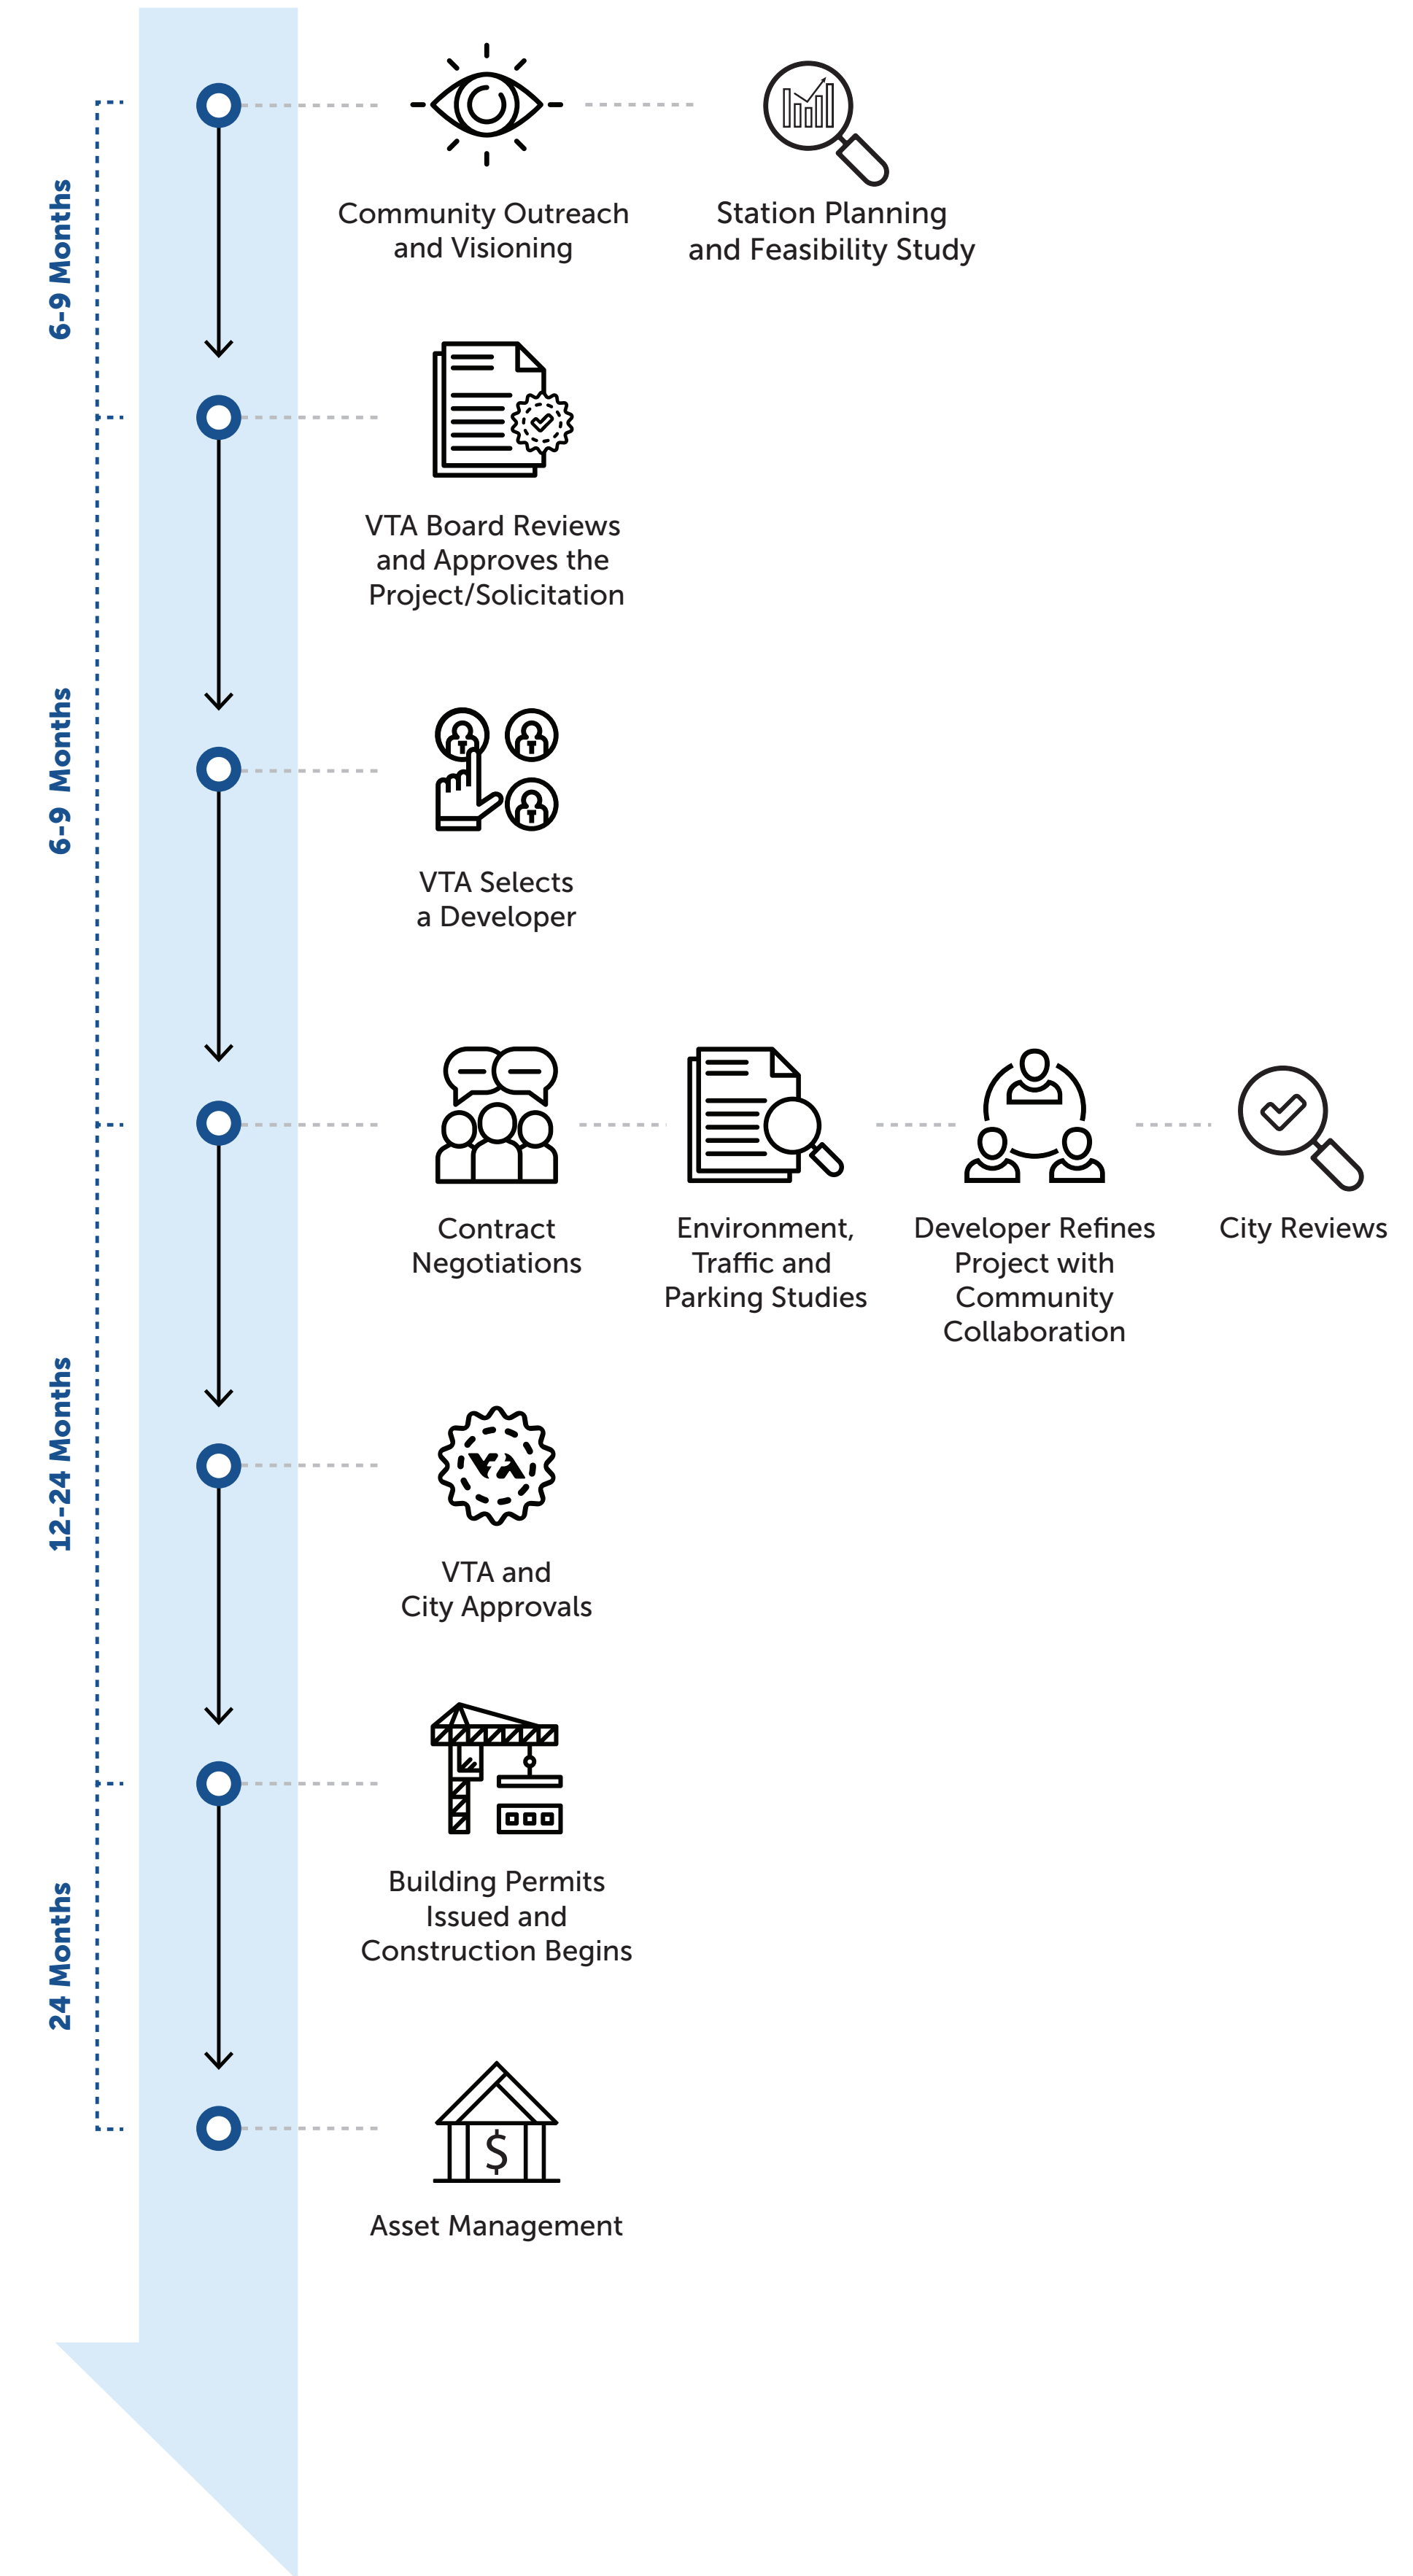 6-9 Months
Community Outreach
and Visioning
Station Planning
and Feasibility Study
6-9 Months
VTA Board Reviews
and Approves the
Project/Solicitation
VTA Selects
a Developer
12-24 Months
Contract
Negotiations
Environment,
Traffic and
Parking Studies
Developer Refines
Project with
Community
Collaboration
City Reviews
VTA
VTA and
City Approvals
24 Months
Building Permits
Issued and
Construction Begins
$
Asset Management